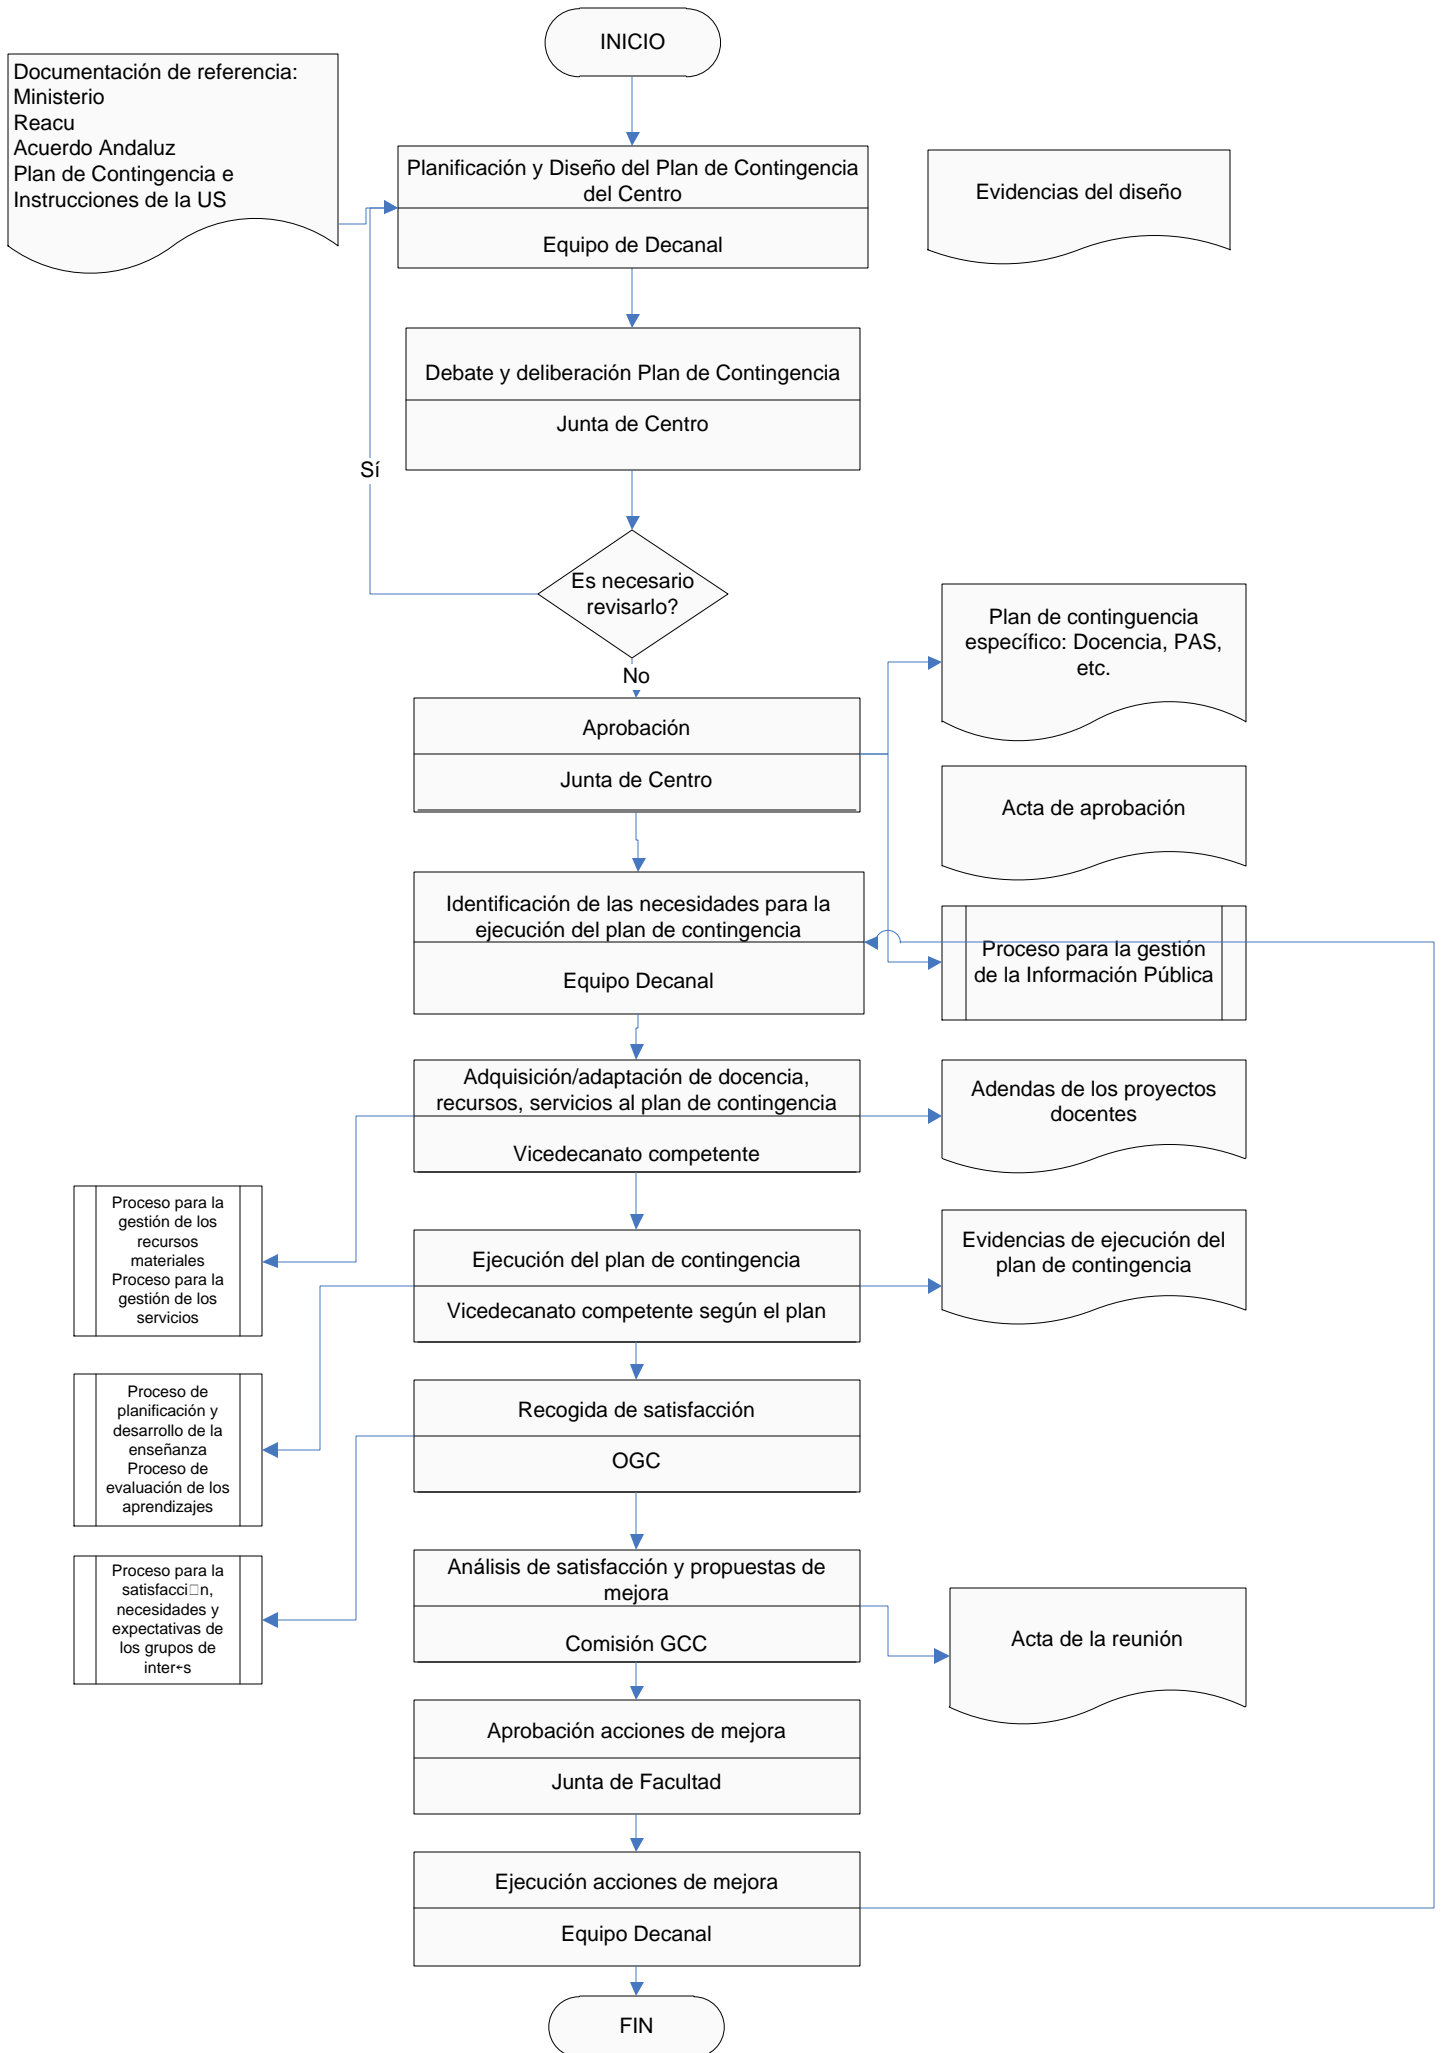 INICIO
Documentación de referencia:
Ministerio
Reacu
Acuerdo Andaluz
Plan de Contingencia e
Instrucciones de la US
Planificación y Diseño del Plan de Contingencia
del Centro
Equipo de Decanal
Evidencias del diseño
Debate y deliberación Plan de Contingencia
Junta de Centro
Sí
Es necesario
revisarlo?
No
Plan de continguencia
específico: Docencia, PAS,
etc.
Aprobación
Junta de Centro
Acta de aprobación
Identificación de las necesidades para la
ejecución del plan de contingencia
Equipo Decanal
Proceso para la gestión
de la Información Pública
Adquisición/adaptación de docencia,
recursos, servicios al plan de contingencia
Vicedecanato competente
Adendas de los proyectos
docentes
Proceso para la
gestión de los
recursos
materiales
Proceso para la
gestión de los
servicios
Ejecución del plan de contingencia
Vicedecanato competente según el plan
Evidencias de ejecución del
plan de contingencia
Proceso de
planificación y
desarrollo de la
enseñanza
Proceso de
evaluación de los
aprendizajes
Recogida de satisfacción
OGC
Proceso para la
satisfacci□n,
necesidades y
expectativas de
los grupos de
inter←s
Análisis de satisfacción y propuestas de
mejora
Comisión GCC
Acta de la reunión
Aprobación acciones de mejora
Junta de Facultad
Ejecución acciones de mejora
Equipo Decanal
FIN